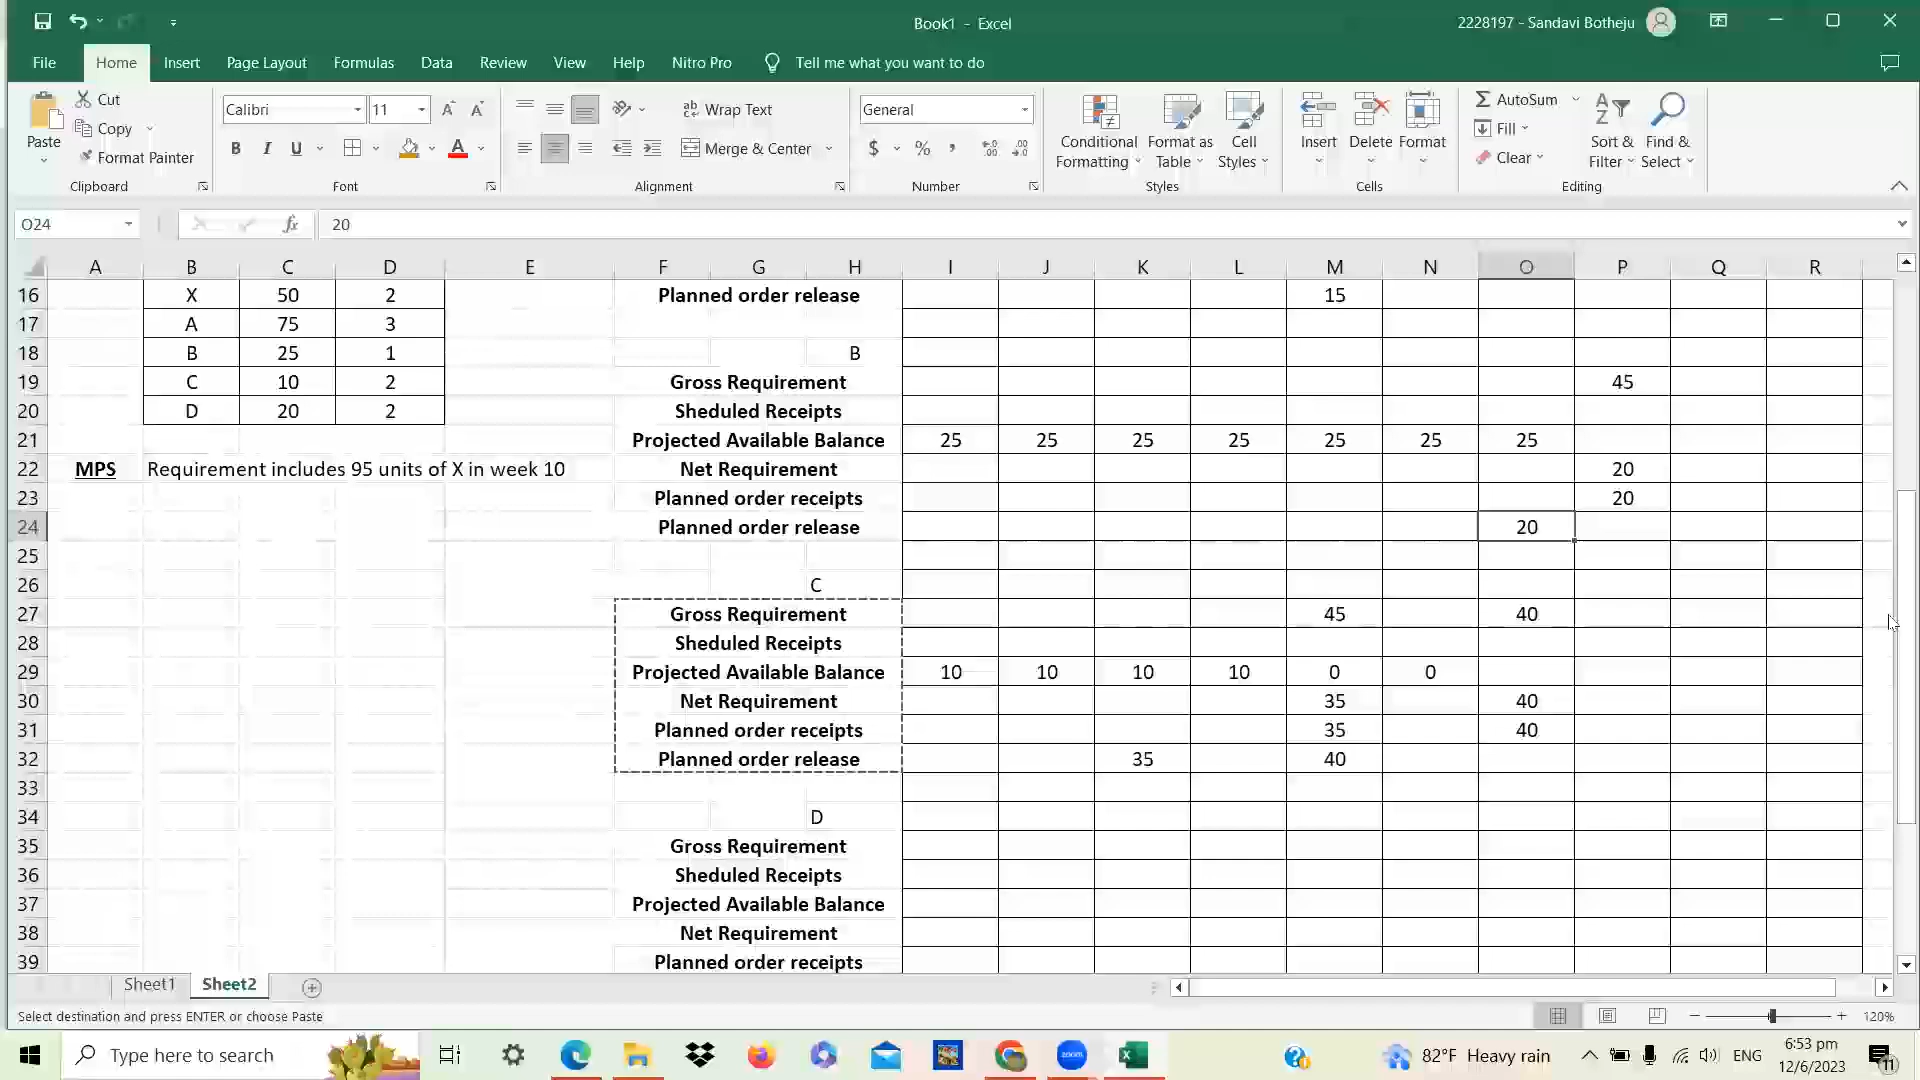 Book1 - Excel
2228197 - Sandavi Botheju
File Home Insert Page Layout Formulas Data Review View Help Nitro Pro Tell me what you want to do
Paste
Cut
Copy
Format Painter
Clipboard
Calibri 11
B I U
Font
Wrap Text
Merge & Center
Alignment
General
$ % ,
Number
Conditional Formatting
Format as Table
Cell Styles
Styles
Insert
Delete
Format
Cells
AutoSum
Fill
Clear
Sort & Filter
Find & Select
Editing
O24 fx 20
A B C D E F G H I J K L M N O P Q R
16 X 50 2 Planned order release 15
17 A 75 3
18 B 25 1 B
19 C 10 2 Gross Requirement 45
20 D 20 2 Sheduled Receipts
21 Projected Available Balance 25 25 25 25 25 25 25
22 MPS Requirement includes 95 units of X in week 10 Net Requirement 20
23 Planned order receipts 20
24 Planned order release 20
25
26 C
27 Gross Requirement 45 40
28 Sheduled Receipts
29 Projected Available Balance 10 10 10 10 0 0
30 Net Requirement 35 40
31 Planned order receipts 35 40
32 Planned order release 35 40
33
34 D
35 Gross Requirement
36 Sheduled Receipts
37 Projected Available Balance
38 Net Requirement
39 Planned order receipts
Sheet1 Sheet2
Select destination and press ENTER or choose Paste
120%
Type here to search
zoom
82°F Heavy rain
ENG
6:53 pm
12/6/2023
11